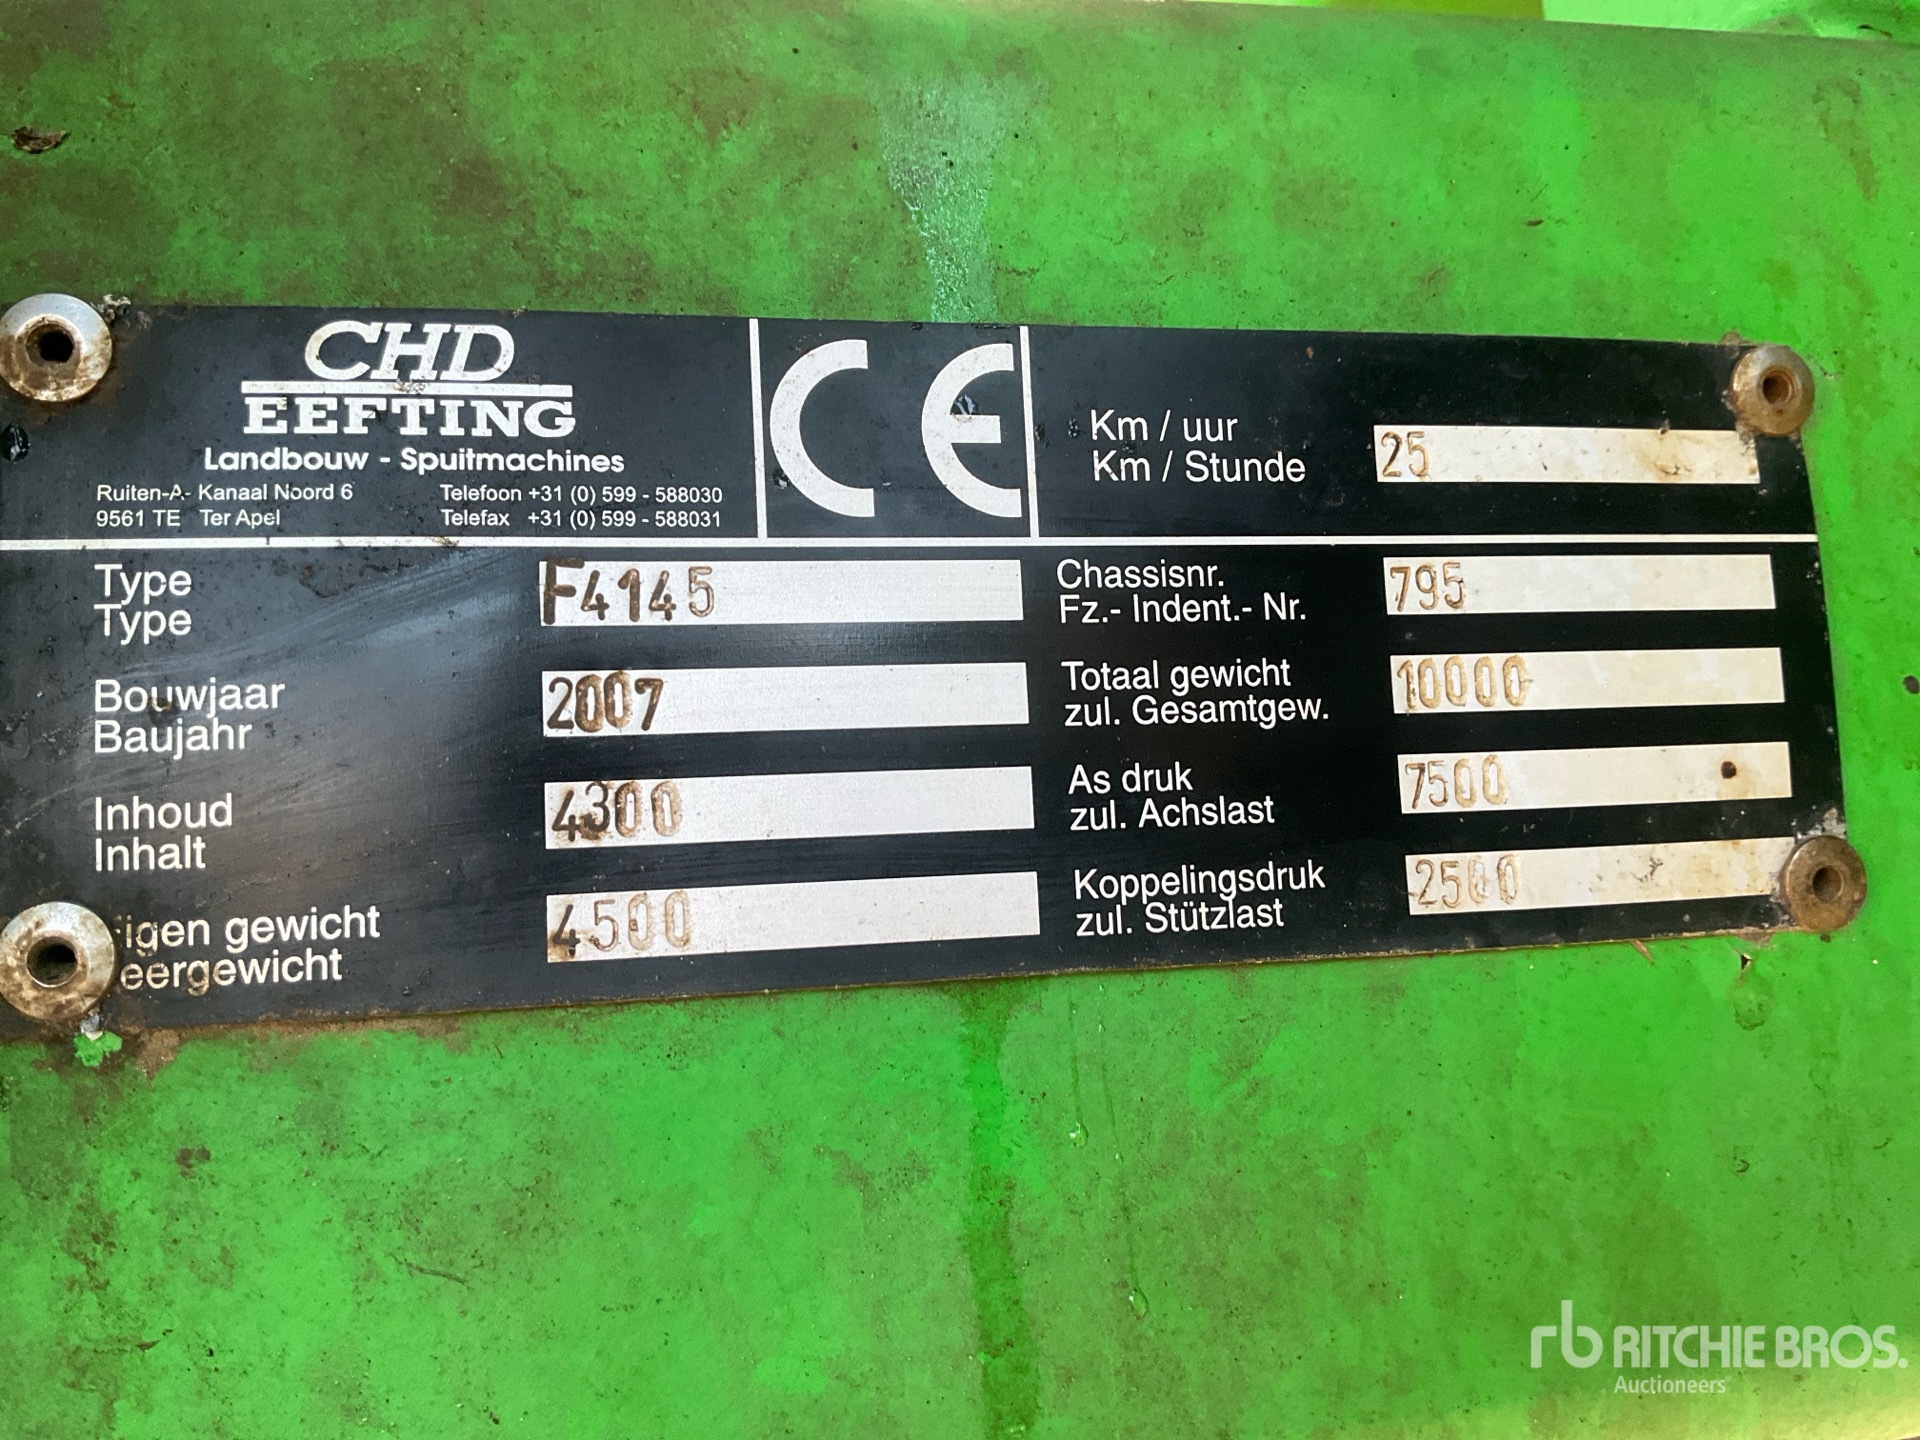 CHD
EEFTING
Landbouw - Spuitmachines
Ruiten-A- Kanaal Noord 6 Telefoon +31 (0) 599 - 588030
9561 TE Ter Apel Telefax +31 (0) 599 - 588031
CE
Km / uur
Km / Stunde 25
Type
Type F4145
Bouwjaar
Baujahr 2007
Inhoud
Inhalt 4300
igen gewicht
eergewicht 4500
Chassisnr.
Fz.- Indent.- Nr. 795
Totaal gewicht
zul. Gesamtgew. 10000
As druk
zul. Achslast 7500
Koppelingsdruk
zul. Stützlast 2500
rb RITCHIE BROS.
Auctioneers